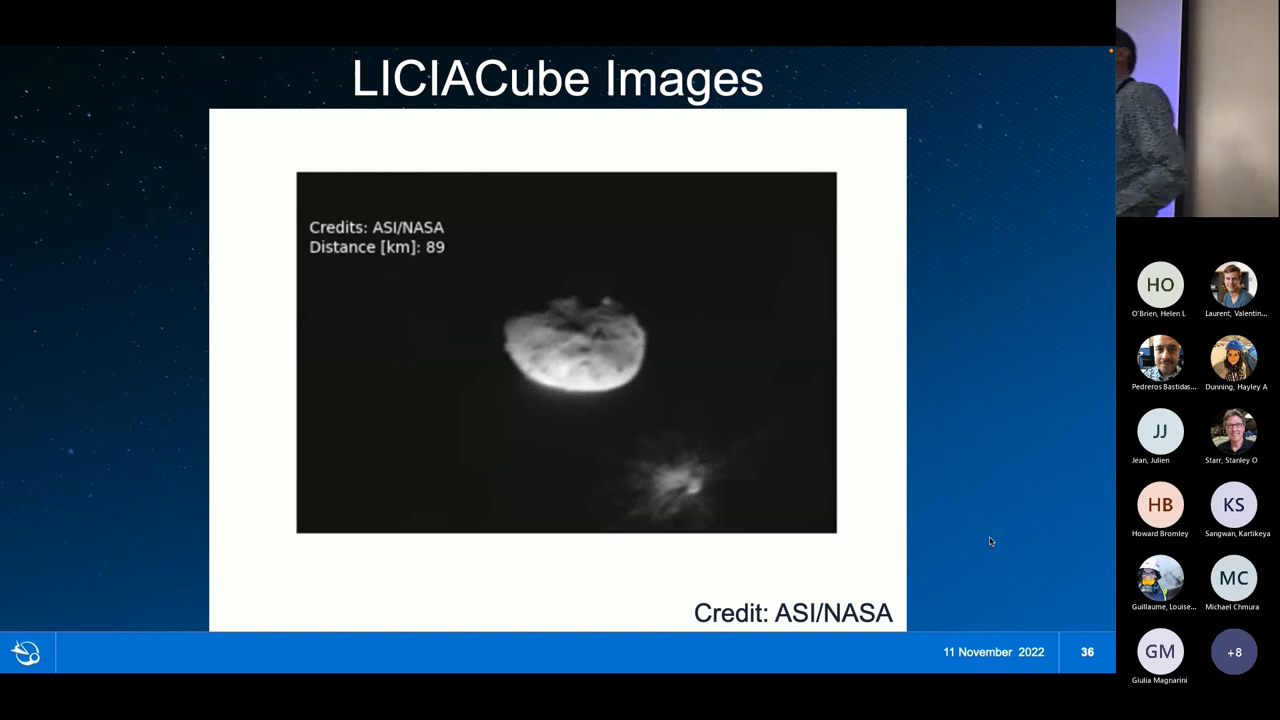 LICIACube Images
Credits: ASI/NASA
Distance [km]: 89
Credit: ASI/NASA
11 November 2022
36
HO
O'Brien, Helen L
Laurent, Valentin...
Pedreros Bastidas...
Dunning, Hayley A
JJ
Jean, Julien
Starr, Stanley O
HB
KS
Howard Bromley
Sangwan, Kartikeya
MC
Guillaume, Louise...
Michael Chmura
GM
+8
Giulia Magnarini